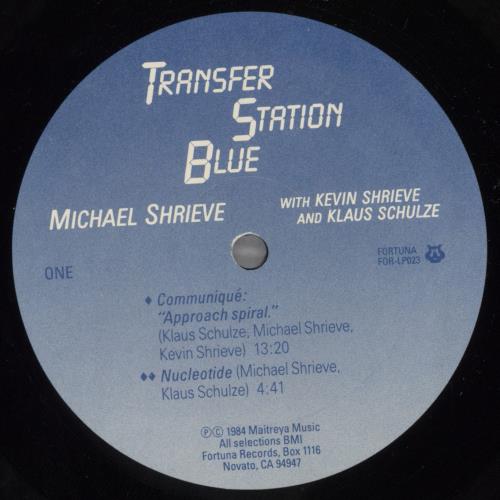 TRANSFER
STATION
BLUE
MICHAEL SHRIEVE
WITH KEVIN SHRIEVE
AND KLAUS SCHULZE
ONE
FORTUNA
FOR-LP023
♦ Communiqué:
"Approach spiral."
(Klaus Schulze, Michael Shrieve,
Kevin Shrieve) 13:20
♦♦ Nucleotide (Michael Shrieve,
Klaus Schulze) 4:41
Ⓟ© 1984 Maitreya Music
All selections BMI
Fortuna Records, Box 1116
Novato, CA 94947